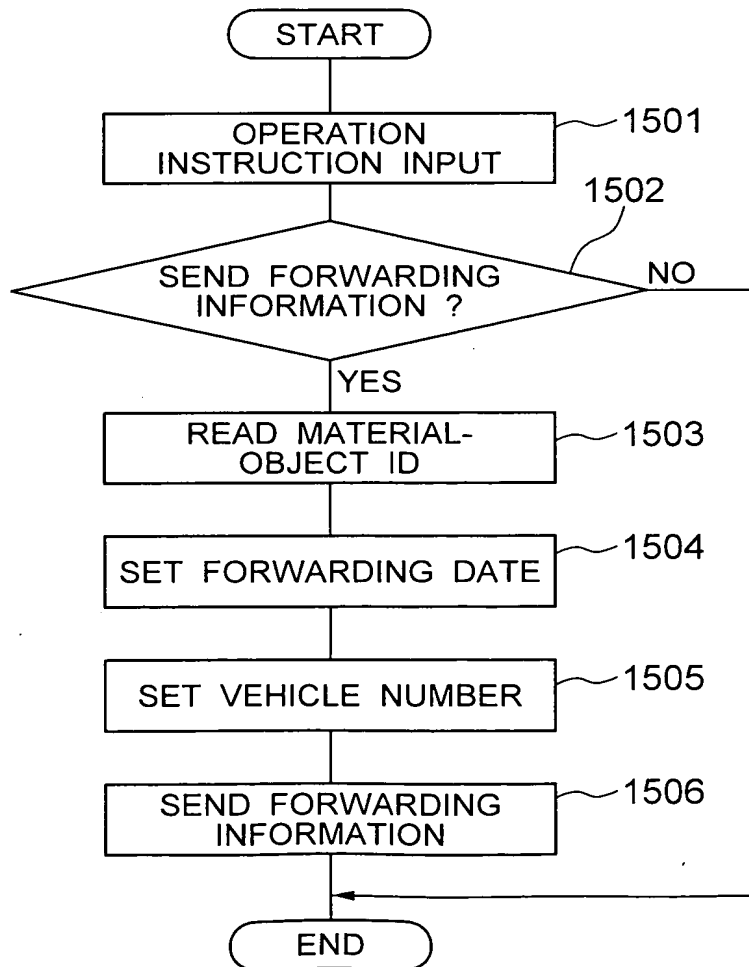 START
OPERATION
INSTRUCTION INPUT
1501
1502
SEND FORWARDING
INFORMATION ?
NO
YES
READ MATERIAL-
OBJECT ID
1503
SET FORWARDING DATE
1504
SET VEHICLE NUMBER
1505
SEND FORWARDING
INFORMATION
1506
END